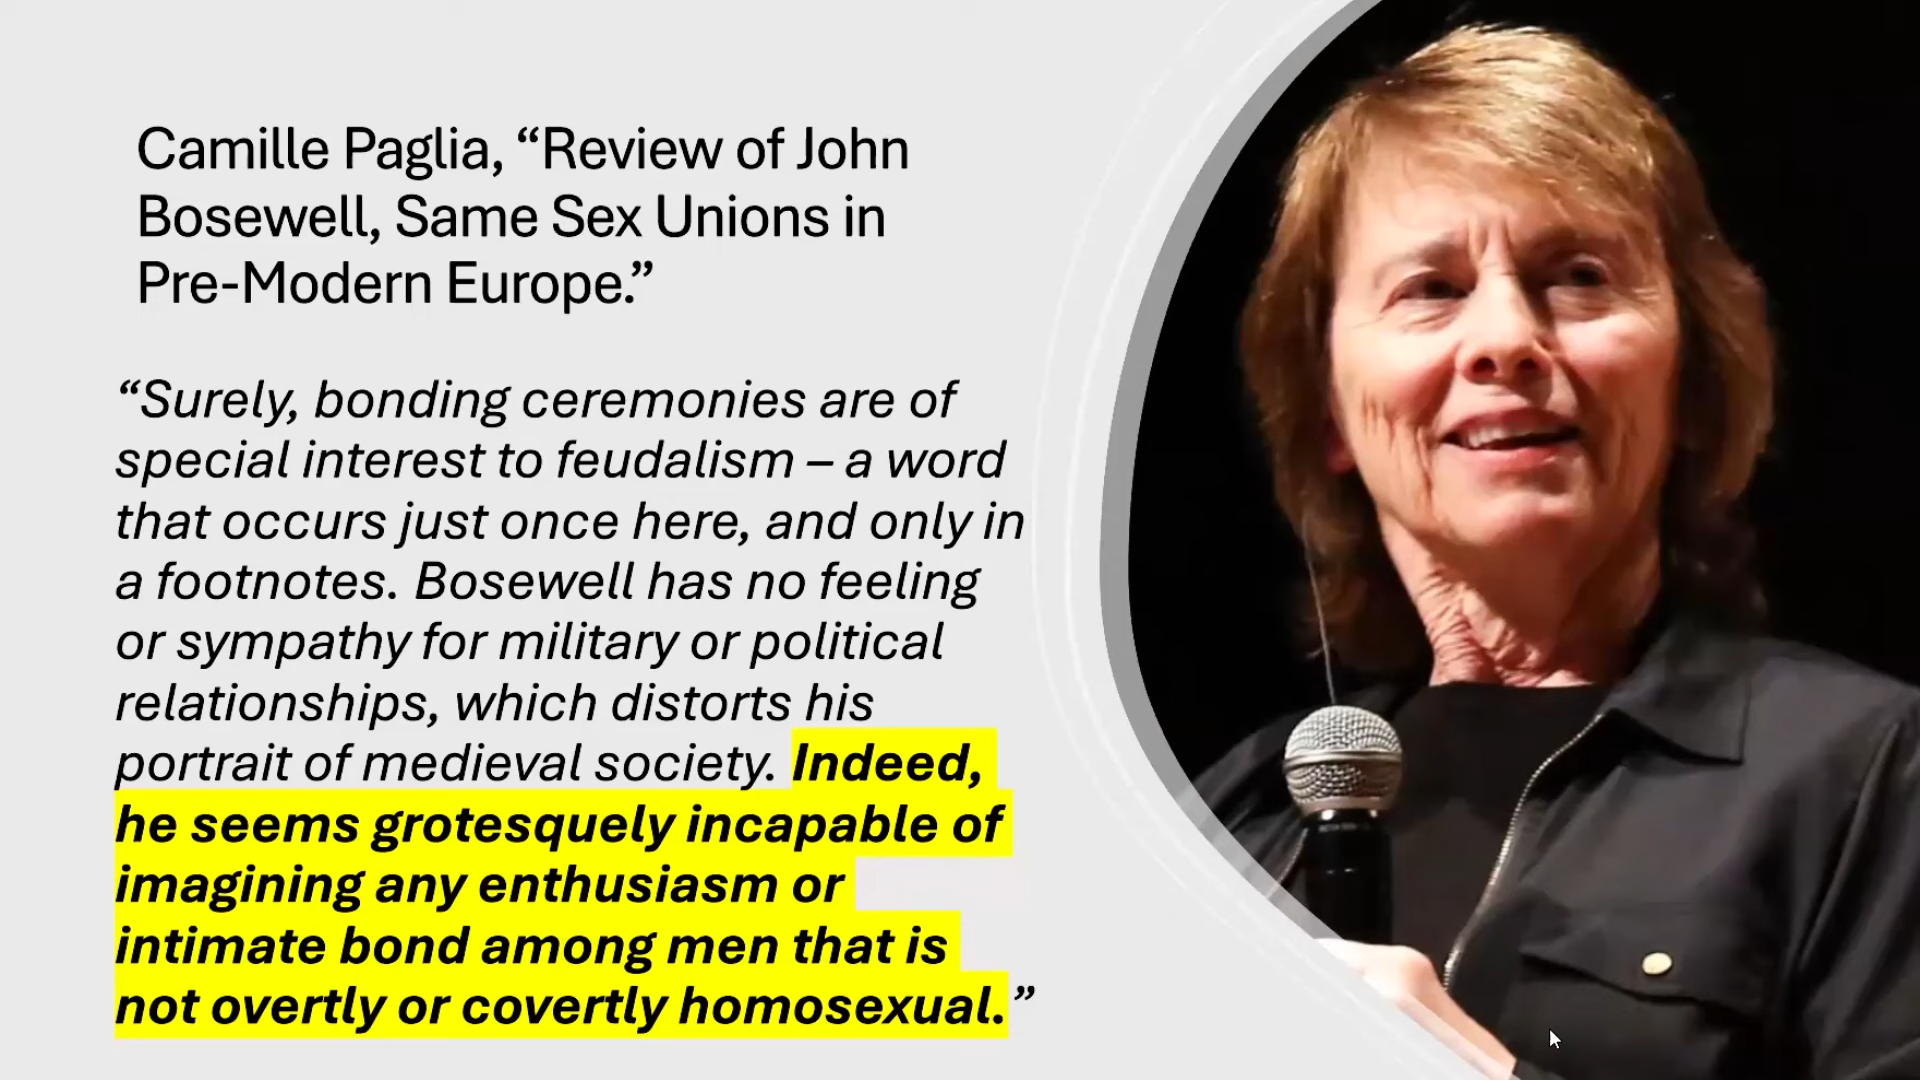 Camille Paglia, “Review of John
Bosewell, Same Sex Unions in
Pre-Modern Europe.”
“Surely, bonding ceremonies are of
special interest to feudalism – a word
that occurs just once here, and only in
a footnotes. Bosewell has no feeling
or sympathy for military or political
relationships, which distorts his
portrait of medieval society. Indeed,
he seems grotesquely incapable of
imagining any enthusiasm or
intimate bond among men that is
not overtly or covertly homosexual.”